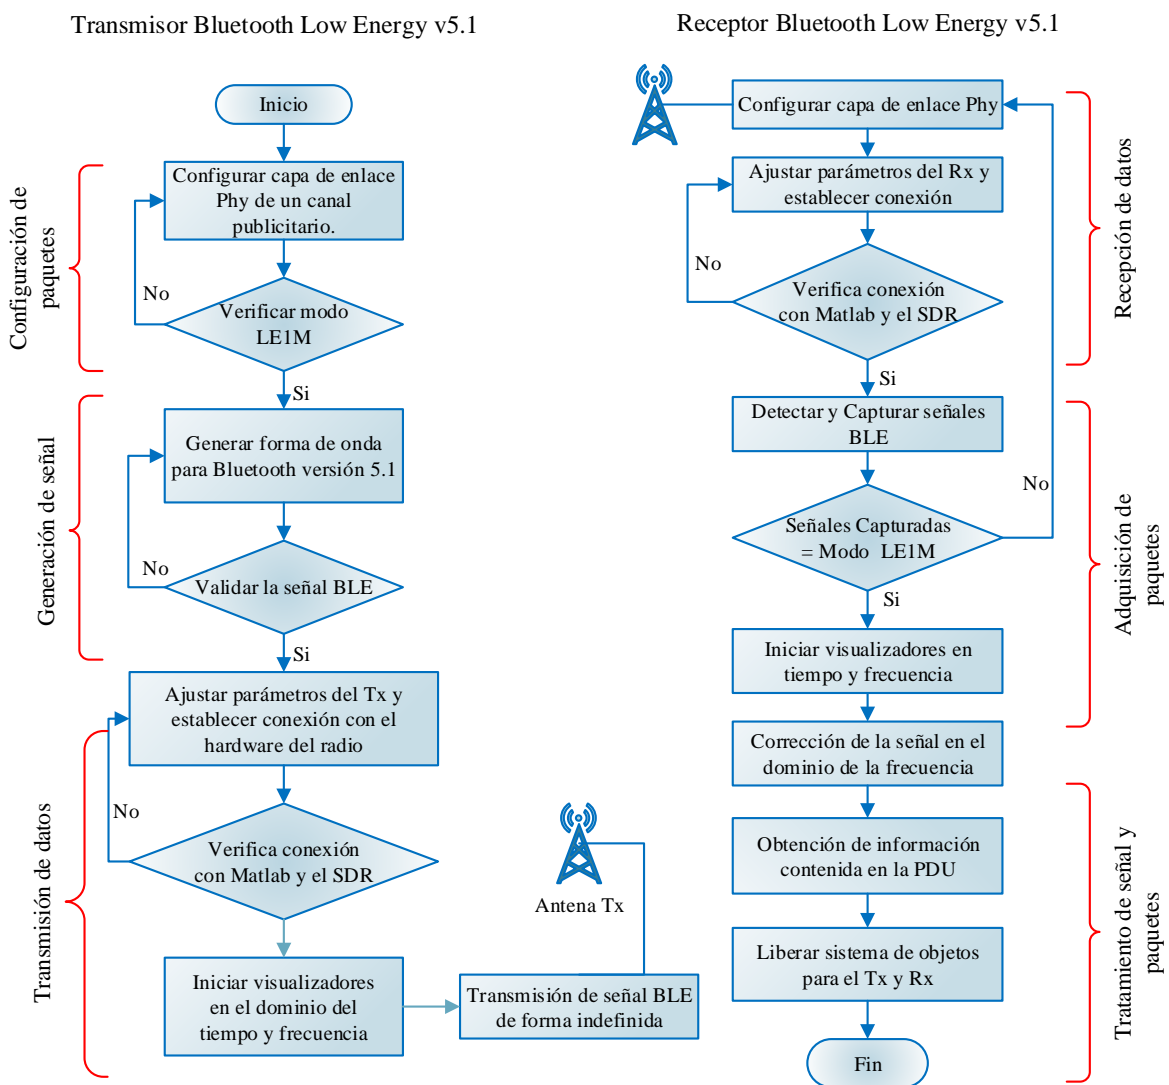 Transmisor Bluetooth Low Energy v5.1
Inicio
Configuración de
paquetes
Configurar capa de enlace
Phy de un canal
publicitario.
No
Verificar modo
LE1M
Si
Generación de señal
Generar forma de onda
para Bluetooth versión 5.1
No
Validar la señal BLE
Si
Transmisión de datos
Ajustar parámetros del Tx y
establecer conexión con el
hardware del radio
No
Verifica conexión
con Matlab y el SDR
Iniciar visualizadores
en el dominio del
tiempo y frecuencia
Transmisión de señal BLE
de forma indefinida
Antena Tx
Receptor Bluetooth Low Energy v5.1
Configurar capa de enlace Phy
Ajustar parámetros del Rx y
establecer conexión
No
Verifica conexión
con Matlab y el SDR
Si
Recepción de datos
Detectar y Capturar señales
BLE
No
Señales Capturadas
= Modo LE1M
Si
Iniciar visualizadores en
tiempo y frecuencia
Adquisición de
paquetes
Corrección de la señal en el
dominio de la frecuencia
Obtención de información
contenida en la PDU
Liberar sistema de objetos
para el Tx y Rx
Fin
Tratamiento de señal y
paquetes